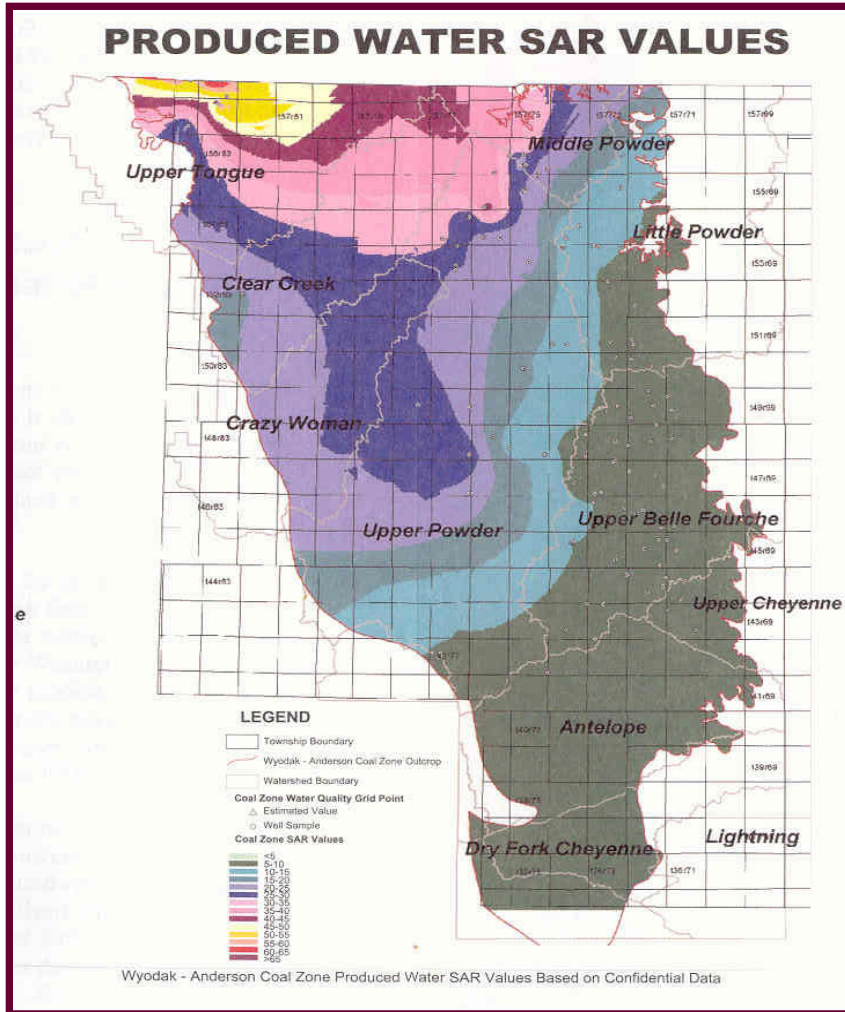 PRODUCED WATER SAR VALUES
t57r81
t57r75
t57r71
t57r69
Middle Powder
t56r83
Upper Tongue
t55r69
Little Powder
t53r69
Clear Creek
t51r69
t50r83
Crazy Woman
t49r69
t48r83
t47r69
t46r83
Upper Powder
Upper Belle Fourche
t45r69
t44r83
Upper Cheyenne
e
t43r69
t41r69
Antelope
t39r69
Lightning
Dry Fork Cheyenne
t36r71
LEGEND
Township Boundary
Wyodak - Anderson Coal Zone Outcrop
Watershed Boundary
Coal Zone Water Quality Grid Point
Estimated Value
Well Sample
Coal Zone SAR Values
<5
5-10
10-15
15-20
20-25
25-30
30-35
35-40
40-45
45-50
50-55
55-60
60-65
>65
Wyodak - Anderson Coal Zone Produced Water SAR Values Based on Confidential Data